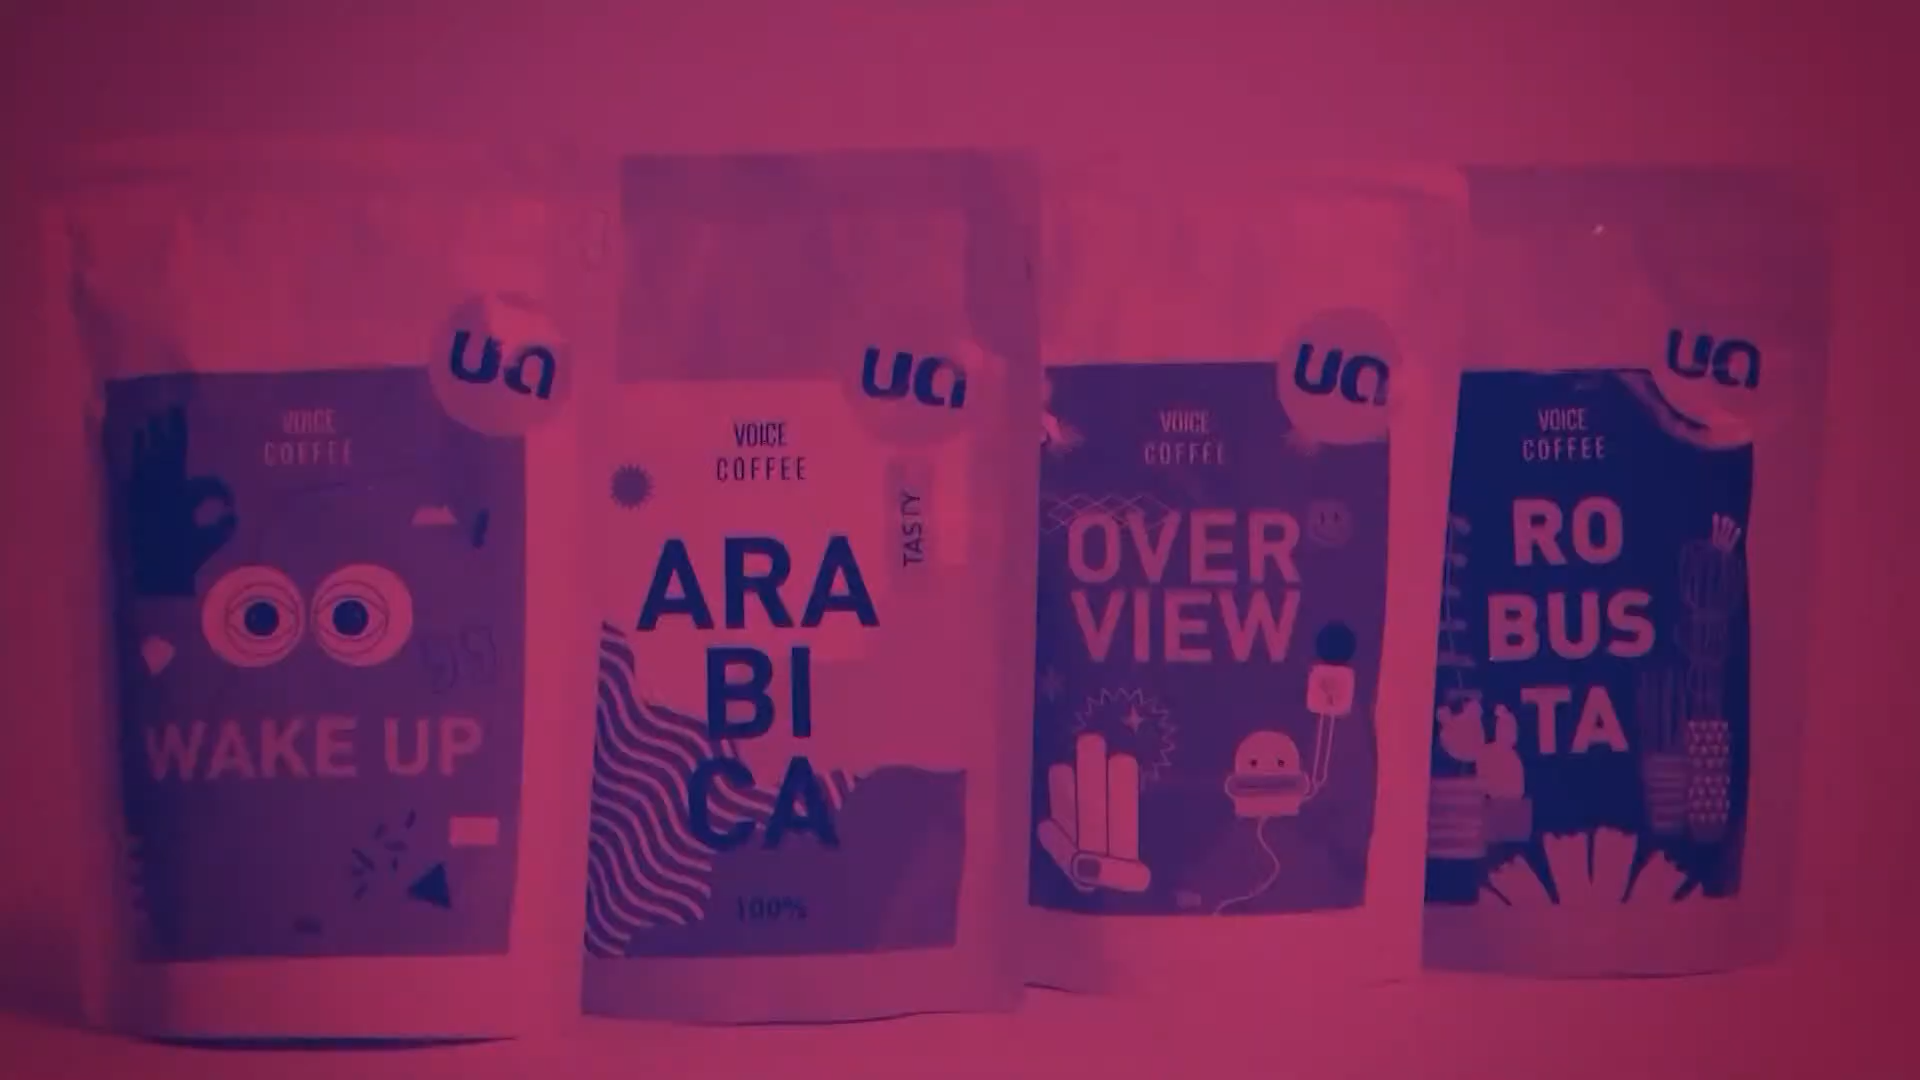 ua
VOICE
COFFEE
WAKE UP
ua
VOICE
COFFEE
TASTY
ARA
BI
CA
100%
ua
VOICE
COFFEE
OVER
VIEW
ua
VOICE
COFFEE
RO
BUS
TA